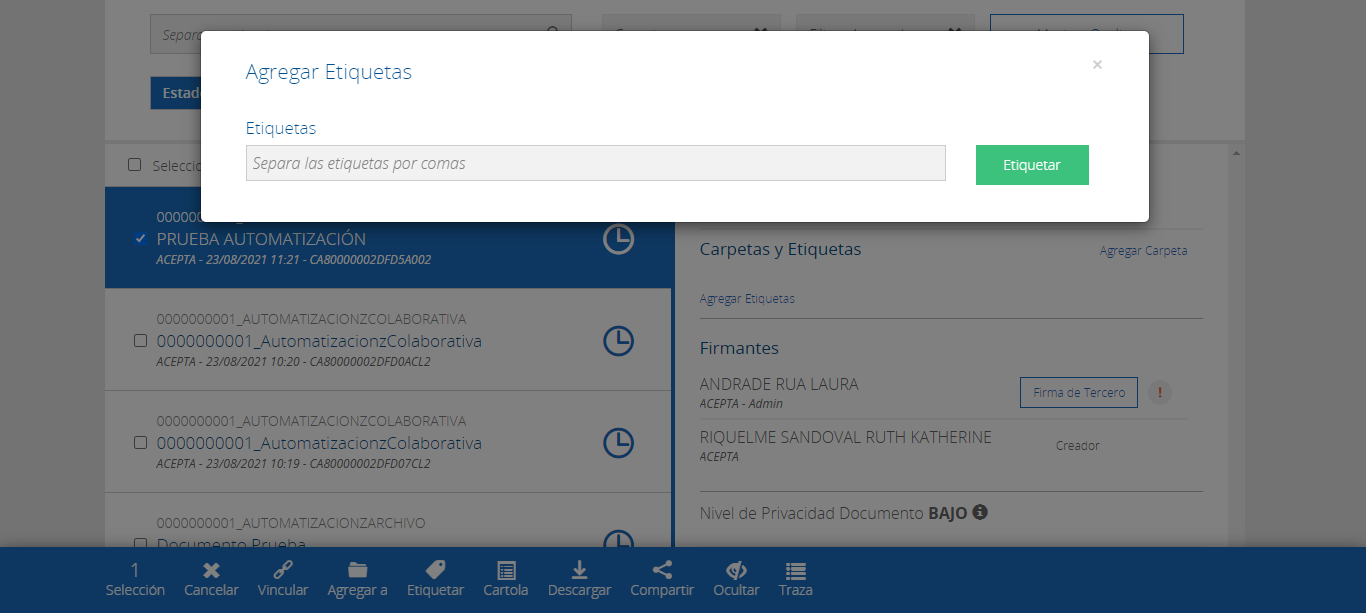 Separa
Agregar Etiquetas
×
Etiquetas
Separa las etiquetas por comas
Etiquetar
PRUEBA AUTOMATIZACIÓN
ACEPTA - 23/08/2021 11:21 - CA80000002DFD5A002
0000000001_AUTOMATIZACIONZCOLABORATIVA
0000000001_AutomatizacionzColaborativa
ACEPTA - 23/08/2021 10:20 - CA80000002DFD0ACL2
0000000001_AUTOMATIZACIONZCOLABORATIVA
0000000001_AutomatizacionzColaborativa
ACEPTA - 23/08/2021 10:19 - CA80000002DFD07CL2
0000000001_AUTOMATIZACIONZARCHIVO
Documento Prueba
Carpetas y Etiquetas
Agregar Carpeta
Agregar Etiquetas
Firmantes
ANDRADE RUA LAURA
ACEPTA - Admin
Firma de Tercero
!
RIQUELME SANDOVAL RUTH KATHERINE
ACEPTA
Creador
Nivel de Privacidad Documento BAJO
1
Selección
Cancelar
Vincular
Agregar a
Etiquetar
Cartola
Descargar
Compartir
Ocultar
Traza